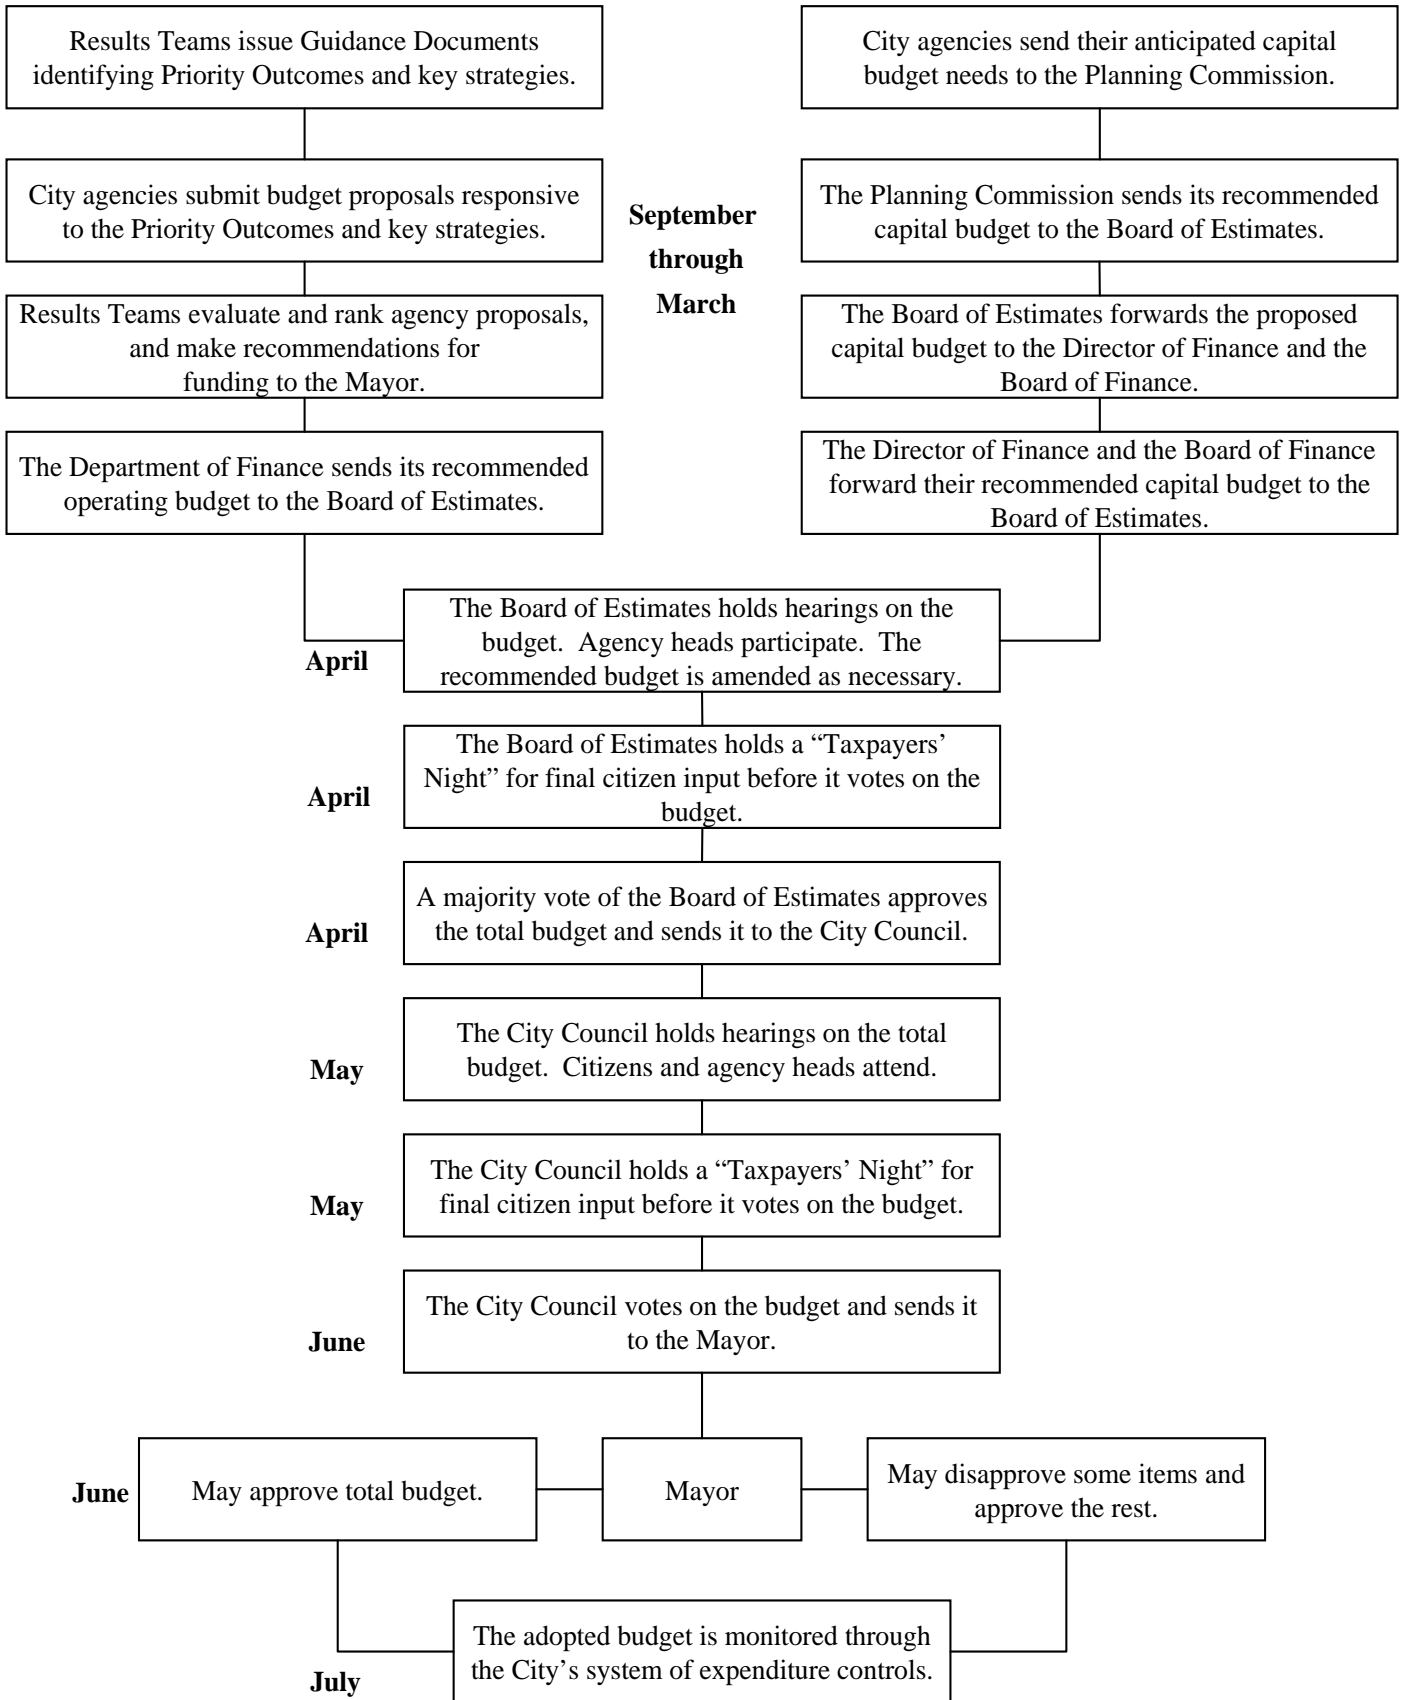 Results Teams issue Guidance Documents
identifying Priority Outcomes and key strategies.
City agencies send their anticipated capital
budget needs to the Planning Commission.
City agencies submit budget proposals responsive
to the Priority Outcomes and key strategies.
September
through
March
The Planning Commission sends its recommended
capital budget to the Board of Estimates.
Results Teams evaluate and rank agency proposals,
and make recommendations for
funding to the Mayor.
The Board of Estimates forwards the proposed
capital budget to the Director of Finance and the
Board of Finance.
The Department of Finance sends its recommended
operating budget to the Board of Estimates.
The Director of Finance and the Board of Finance
forward their recommended capital budget to the
Board of Estimates.
April
The Board of Estimates holds hearings on the
budget.  Agency heads participate.  The
recommended budget is amended as necessary.
April
The Board of Estimates holds a “Taxpayers’
Night” for final citizen input before it votes on the
budget.
April
A majority vote of the Board of Estimates approves
the total budget and sends it to the City Council.
May
The City Council holds hearings on the total
budget.  Citizens and agency heads attend.
May
The City Council holds a “Taxpayers’ Night” for
final citizen input before it votes on the budget.
June
The City Council votes on the budget and sends it
to the Mayor.
June
May approve total budget.
Mayor
May disapprove some items and
approve the rest.
July
The adopted budget is monitored through
the City’s system of expenditure controls.